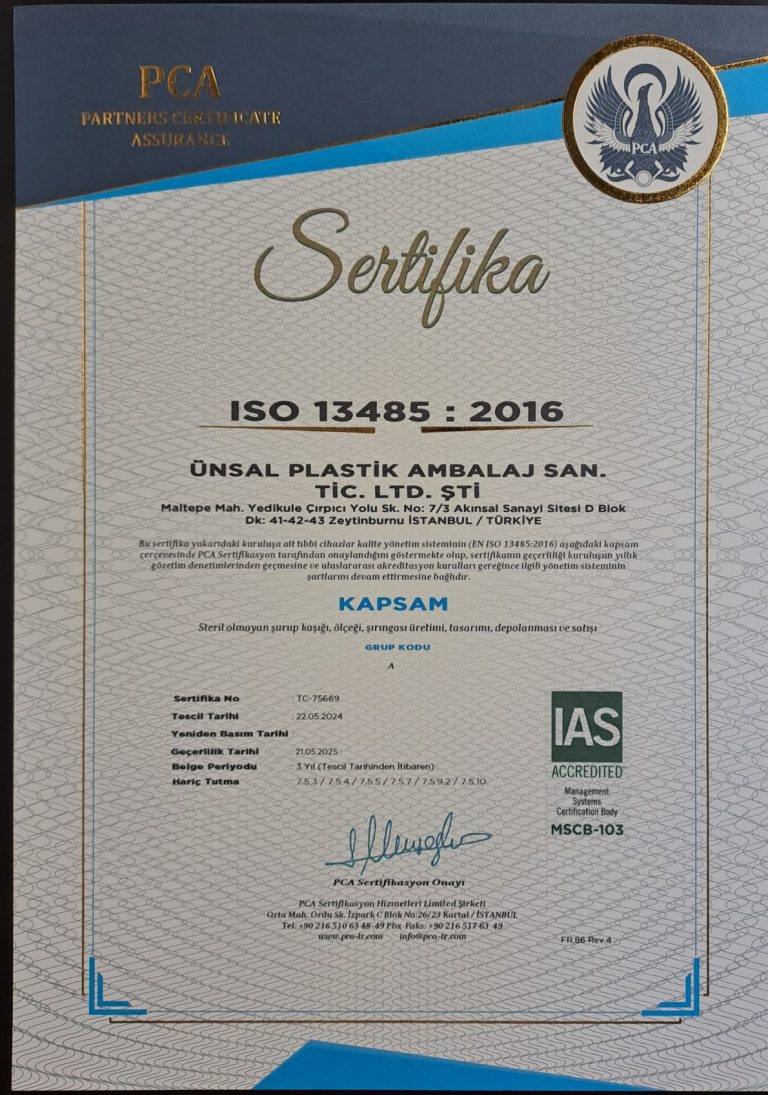 PCA
PARTNERS CERTIFICATE
ASSURANCE
PCA
Sertifika
ISO 13485 : 2016
ÜNSAL PLASTİK AMBALAJ SAN.
TİC. LTD. ŞTİ
Maltepe Mah. Yedikule Çırpıcı Yolu Sk. No: 7/3 Akınsal Sanayi Sitesi D Blok
Dk: 41-42-43 Zeytinburnu İSTANBUL / TÜRKİYE
Bu sertifika yukarıdaki kuruluşa ait tıbbi cihazlar kalite yönetim sisteminin (EN ISO 13485:2016) aşağıdaki kapsam
çerçevesinde PCA Sertifikasyon tarafından onaylandığını göstermekte olup, sertifikanın geçerliliği kuruluşun yıllık
gözetim denetimlerinden geçmesine ve uluslararası akreditasyon kuralları gereğince ilgili yönetim sisteminin
şartlarını devam ettirmesine bağlıdır.
KAPSAM
Steril olmayan şurup kaşığı, ölçeği, şırıngası üretimi, tasarımı, depolanması ve satışı
GRUP KODU
A
Sertifika No : TC-75669
Tescil Tarihi : 22.05.2024
Yeniden Basım Tarihi :
Geçerlilik Tarihi : 21.05.2025
Belge Periyodu : 3 Yıl (Tescil Tarihinden İtibaren)
Hariç Tutma : 7.5.3 / 7.5.4 / 7.5.5 / 7.5.7 / 7.5.9.2 / 7.5.10
IAS
ACCREDITED
Management
Systems
Certification Body
MSCB-103
PCA Sertifikasyon Onayı
PCA Sertifikasyon Hizmetleri Limited Şirketi
Orta Mah. Ordu Sk. İzpark C Blok No:26/23 Kartal / İSTANBUL
Tel: +90 216 510 63 48-49 Pbx Faks: +90 216 517 63 49
www.pca-tr.com info@pca-tr.com
FR.86 Rev.4